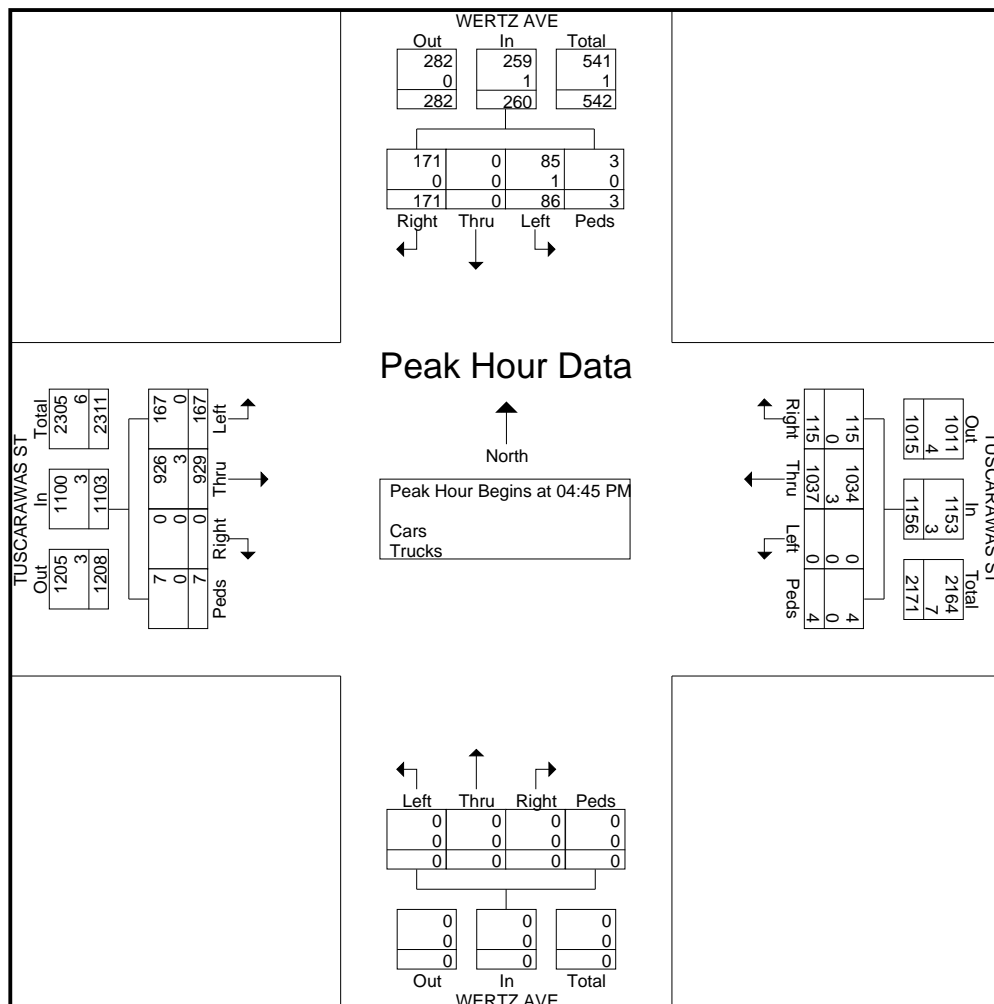 WERTZ AVE
Out In Total
282 259 541
0 1 1
282 260 542
171 0 85 3
0 0 1 0
171 0 86 3
Right Thru Left Peds
Peak Hour Data
North
Peak Hour Begins at 04:45 PM
Cars
Trucks
TUSCARAWAS ST
Out In Total
1205 1100 2305
3 3 6
1208 1103 2311
7 0 926 167
0 0 3 0
7 0 929 167
Peds Right Thru Left
TUSCARAWAS ST
Out In Total
1011 1153 2164
4 3 7
1015 1156 2171
115 1034 0 4
0 3 0 0
115 1037 0 4
Right Thru Left Peds
Left Thru Right Peds
0 0 0 0
0 0 0 0
0 0 0 0
0 0 0
0 0 0
0 0 0
Out In Total
WERTZ AVE